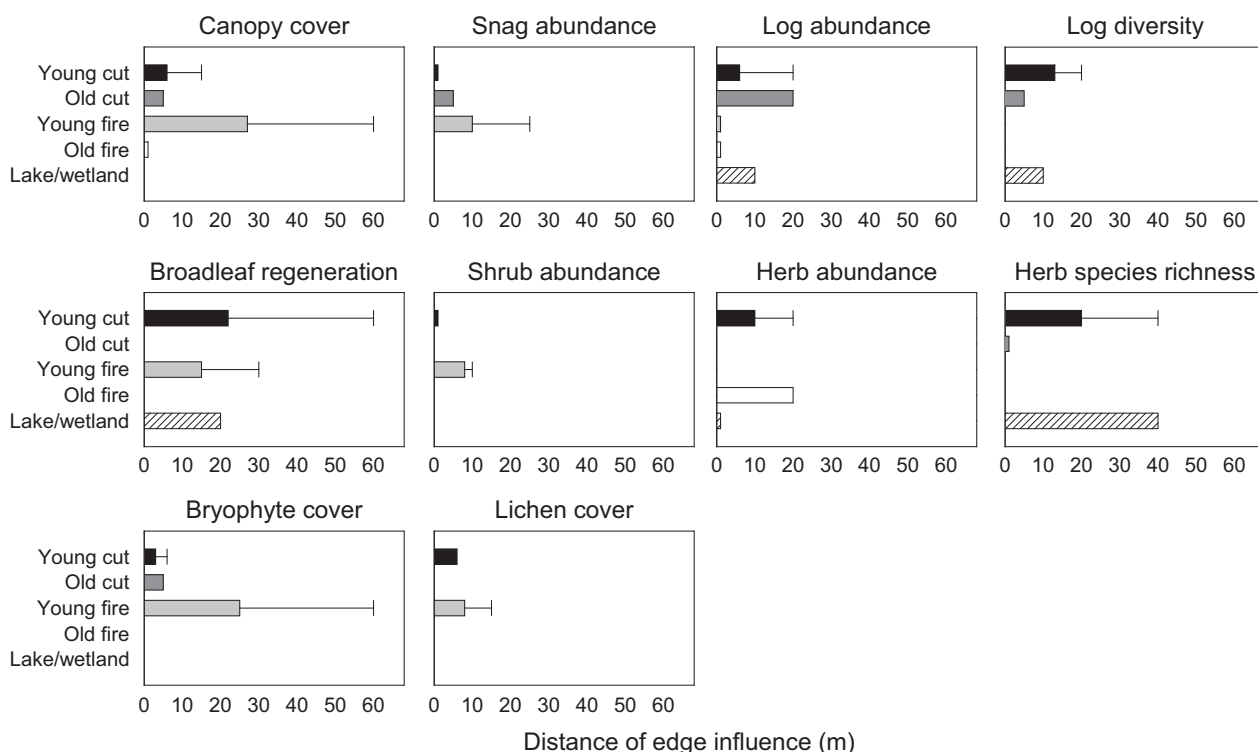 Canopy cover Snag abundance Log abundance Log diversity
Young cut
Old cut
Young fire
Old fire
Lake/wetland
0 10 20 30 40 50 60 0 10 20 30 40 50 60 0 10 20 30 40 50 60 0 10 20 30 40 50 60
Broadleaf regeneration Shrub abundance Herb abundance Herb species richness
Young cut
Old cut
Young fire
Old fire
Lake/wetland
0 10 20 30 40 50 60 0 10 20 30 40 50 60 0 10 20 30 40 50 60 0 10 20 30 40 50 60
Bryophyte cover Lichen cover
Young cut
Old cut
Young fire
Old fire
Lake/wetland
0 10 20 30 40 50 60 0 10 20 30 40 50 60
Distance of edge influence (m)